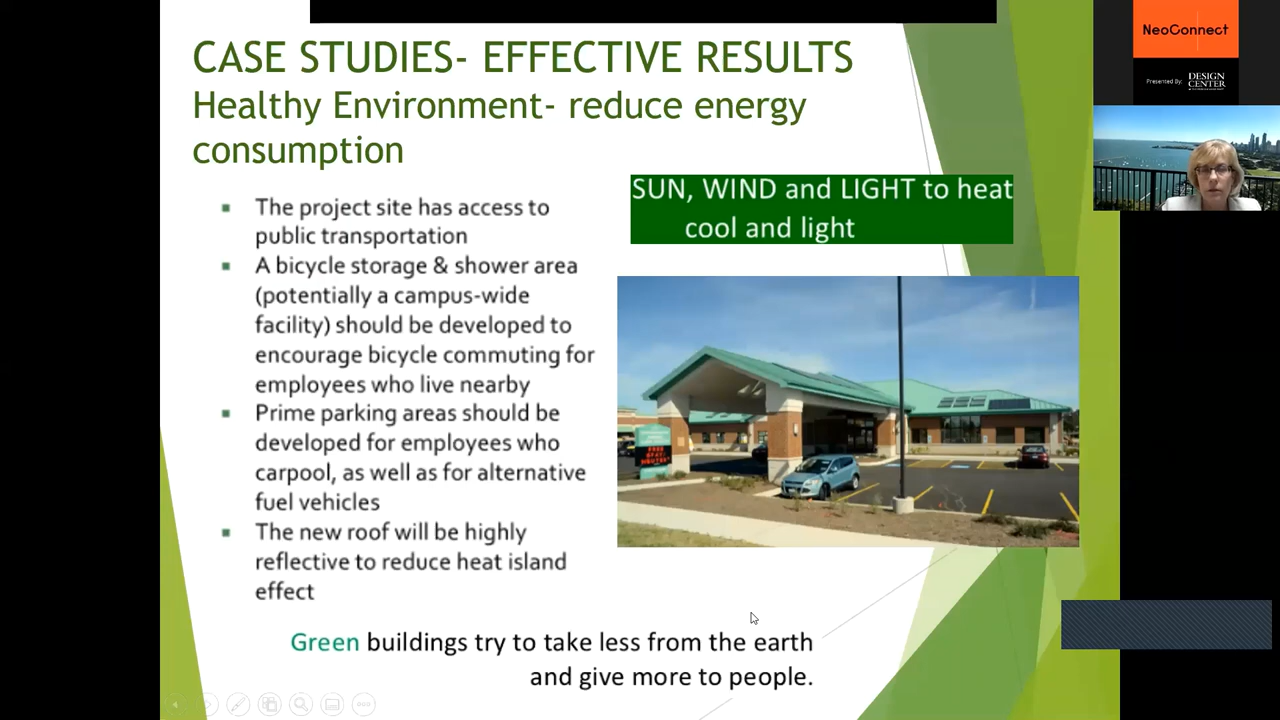 CASE STUDIES- EFFECTIVE RESULTS
Healthy Environment- reduce energy
consumption
The project site has access to
public transportation
A bicycle storage & shower area
(potentially a campus-wide
facility) should be developed to
encourage bicycle commuting for
employees who live nearby
Prime parking areas should be
developed for employees who
carpool, as well as for alternative
fuel vehicles
The new roof will be highly
reflective to reduce heat island
effect
SUN, WIND and LIGHT to heat
cool and light
Green buildings try to take less from the earth
and give more to people.
NeoConnect
Presented By:
DESIGN
CENTER